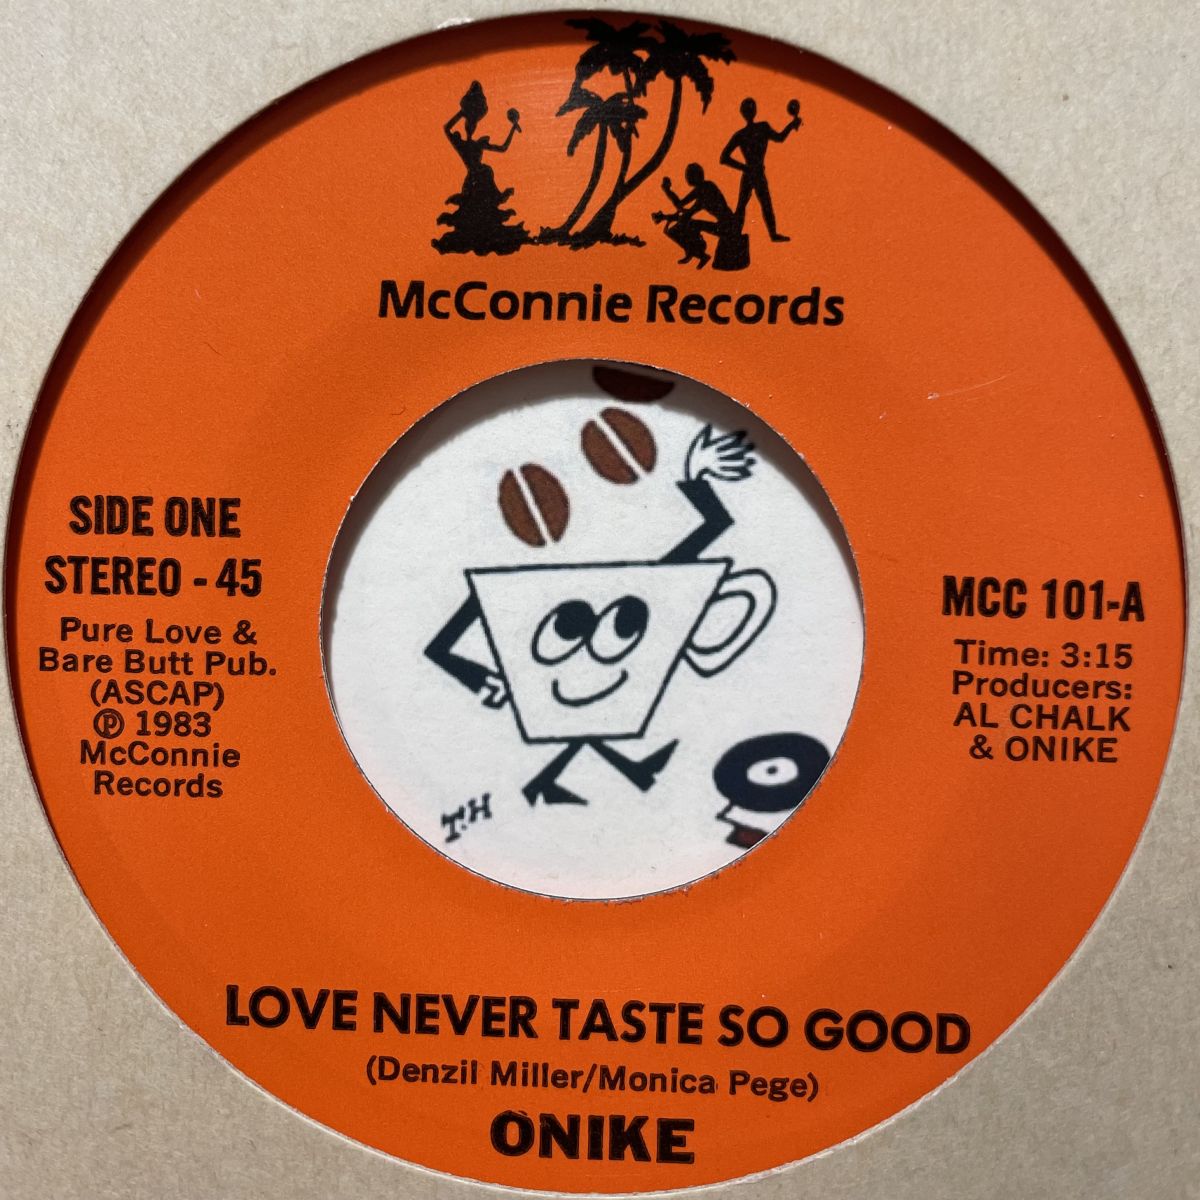 McConnie Records
SIDE ONE
STEREO - 45
Pure Love &
Bare Butt Pub.
(ASCAP)
℗ 1983
McConnie
Records
MCC 101-A
Time: 3:15
Producers:
AL CHALK
& ONIKE
T.H
LOVE NEVER TASTE SO GOOD
(Denzil Miller/Monica Pege)
ONIKE